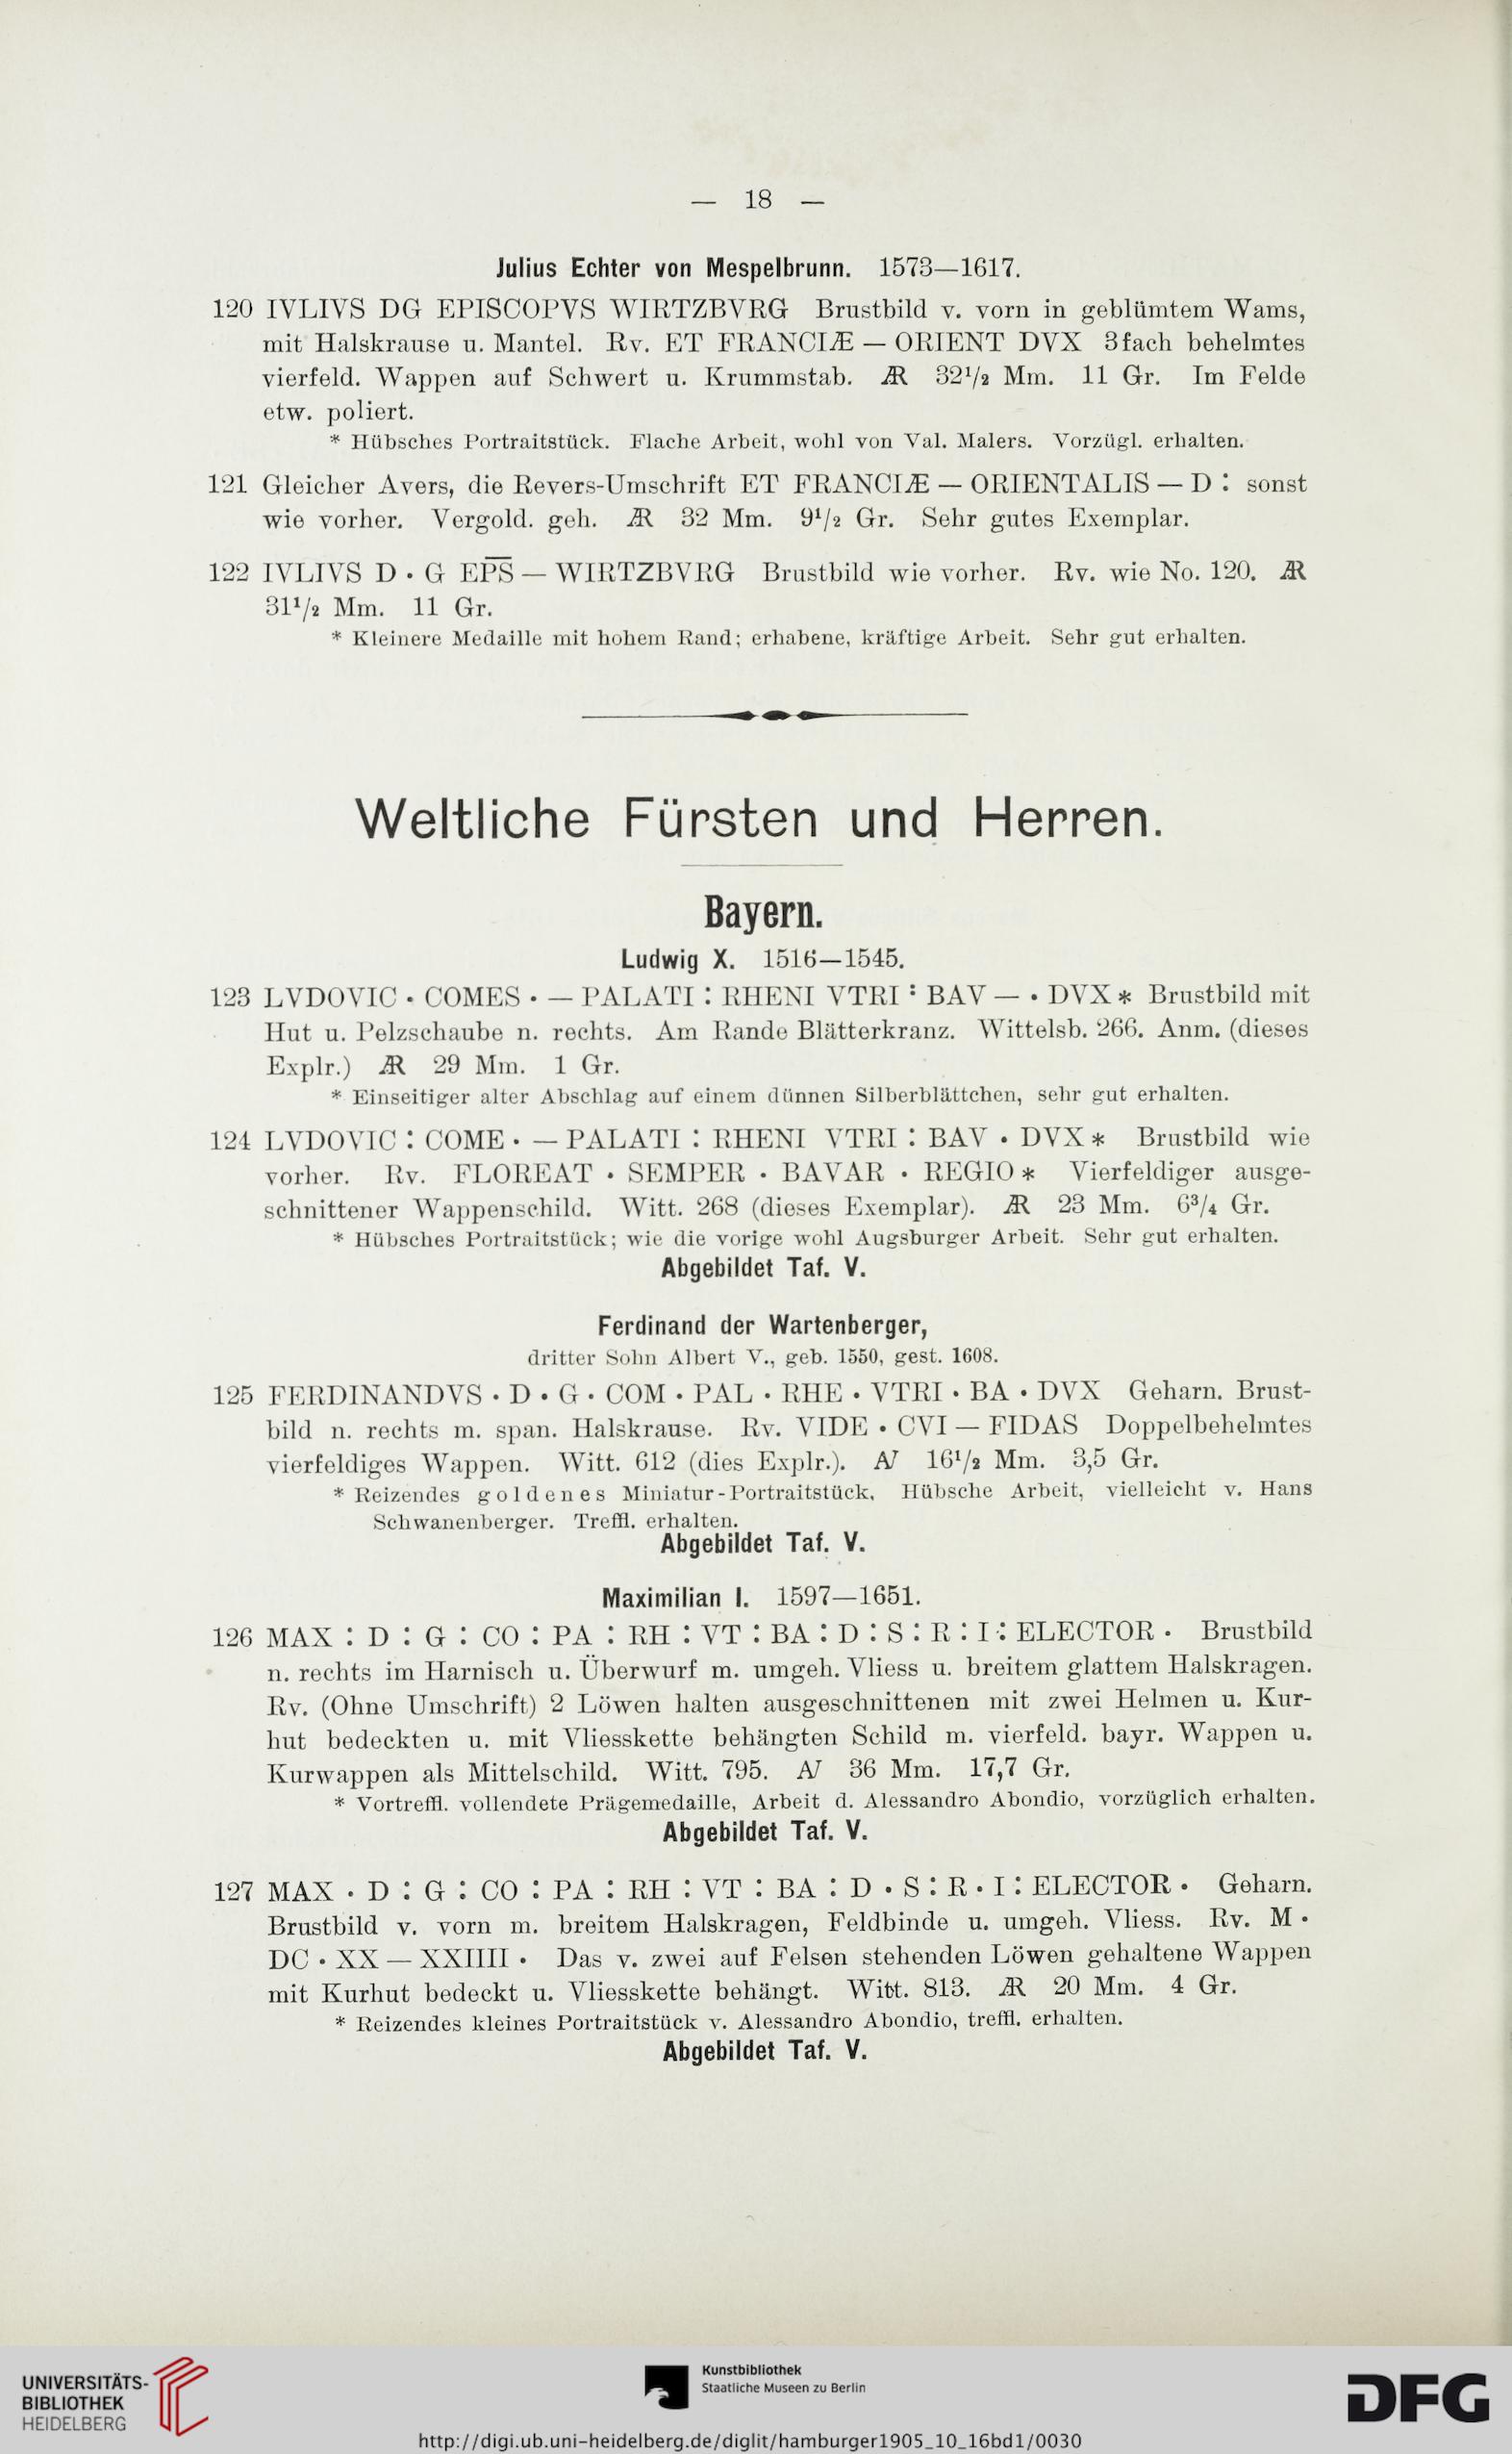 — 18 —
Julius Echter von Mespelbrunn. 1573—1617.
120 IVLIVS DG EPISCOPVS WIRTZBVRG Brustbild v. vorn in geblümtem Wams,
mit Halskrause u. Mantel. Rv. ET FRANCIÆ — ORIENT DVX 3fach behelmtes
vierfeld. Wappen auf Schwert u. Krummstab. ÆR 32½ Mm. 11 Gr. Im Felde
etw. poliert.
* Hübsches Portraitstück. Flache Arbeit, wohl von Val. Malers. Vorzügl. erhalten.
121 Gleicher Avers, die Revers-Umschrift ET FRANCIÆ — ORIENTALIS — D : sonst
wie vorher. Vergold. geh. ÆR 32 Mm. 9½ Gr. Sehr gutes Exemplar.
122 IVLIVS D • G EP̅S̅ — WIRTZBVRG Brustbild wie vorher. Rv. wie No. 120. ÆR
31½ Mm. 11 Gr.
* Kleinere Medaille mit hohem Rand; erhabene, kräftige Arbeit. Sehr gut erhalten.
Weltliche Fürsten und Herren.
Bayern.
Ludwig X. 1516—1545.
123 LVDOVIC • COMES • — PALATI : RHENI VTRI : BAV — • DVX * Brustbild mit
Hut u. Pelzschaube n. rechts. Am Rande Blätterkranz. Wittelsb. 266. Anm. (dieses
Explr.) ÆR 29 Mm. 1 Gr.
* Einseitiger alter Abschlag auf einem dünnen Silberblättchen, sehr gut erhalten.
124 LVDOVIC : COME • — PALATI : RHENI VTRI : BAV • DVX * Brustbild wie
vorher. Rv. FLOREAT • SEMPER • BAVAR • REGIO * Vierfeldiger ausge-
schnittener Wappenschild. Witt. 268 (dieses Exemplar). ÆR 23 Mm. 6¾ Gr.
* Hübsches Portraitstück; wie die vorige wohl Augsburger Arbeit. Sehr gut erhalten.
Abgebildet Taf. V.
Ferdinand der Wartenberger,
dritter Sohn Albert V., geb. 1550, gest. 1608.
125 FERDINANDVS • D • G • COM • PAL • RHE • VTRI • BA • DVX Geharn. Brust-
bild n. rechts m. span. Halskrause. Rv. VIDE • CVI — FIDAS Doppelbehelmtes
vierfeldiges Wappen. Witt. 612 (dies Explr.). AV 16½ Mm. 3,5 Gr.
* Reizendes goldenes Miniatur-Portraitstück, Hübsche Arbeit, vielleicht v. Hans
Schwanenberger. Treffl. erhalten.
Abgebildet Taf. V.
Maximilian I. 1597—1651.
126 MAX : D : G : CO : PA : RH : VT : BA : D : S : R : I : ELECTOR • Brustbild
n. rechts im Harnisch u. Überwurf m. umgeh. Vliess u. breitem glattem Halskragen.
Rv. (Ohne Umschrift) 2 Löwen halten ausgeschnittenen mit zwei Helmen u. Kur-
hut bedeckten u. mit Vliesskette behängten Schild m. vierfeld. bayr. Wappen u.
Kurwappen als Mittelschild. Witt. 795. AV 36 Mm. 17,7 Gr.
* Vortreffl. vollendete Prägemedaille, Arbeit d. Alessandro Abondio, vorzüglich erhalten.
Abgebildet Taf. V.
127 MAX • D : G : CO : PA : RH : VT : BA : D • S : R • I : ELECTOR • Geharn.
Brustbild v. vorn m. breitem Halskragen, Feldbinde u. umgeh. Vliess. Rv. M •
DC • XX — XXIIII • Das v. zwei auf Felsen stehenden Löwen gehaltene Wappen
mit Kurhut bedeckt u. Vliesskette behängt. Witt. 813. ÆR 20 Mm. 4 Gr.
* Reizendes kleines Portraitstück v. Alessandro Abondio, treffl. erhalten.
Abgebildet Taf. V.
UNIVERSITÄTS-
BIBLIOTHEK
HEIDELBERG
Kunstbibliothek
Staatliche Museen zu Berlin
DFG
http://digi.ub.uni-heidelberg.de/diglit/hamburger1905_10_16bd1/0030